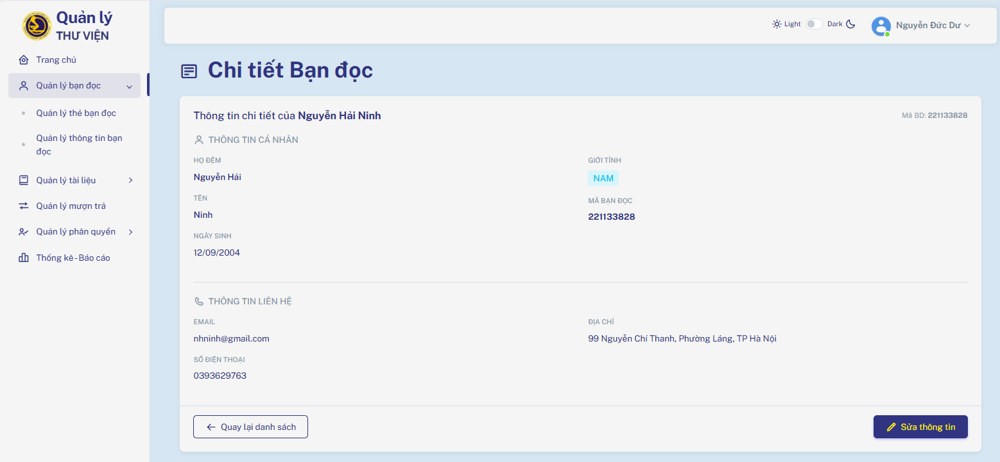 Quản lý
THƯ VIỆN
Trang chủ
Quản lý bạn đọc
Quản lý thẻ bạn đọc
Quản lý thông tin bạn
đọc
Quản lý tài liệu
Quản lý mượn trả
Quản lý phân quyền
Thống kê - Báo cáo
Light Dark Nguyễn Đức Dư
Chi tiết Bạn đọc
Thông tin chi tiết của Nguyễn Hải Ninh
Mã BD: 221133828
THÔNG TIN CÁ NHÂN
HỌ ĐỆM
Nguyễn Hải
TÊN
Ninh
NGÀY SINH
12/09/2004
GIỚI TÍNH
NAM
MÃ BẠN ĐỌC
221133828
THÔNG TIN LIÊN HỆ
EMAIL
nhninh@gmail.com
SỐ ĐIỆN THOẠI
0393629763
ĐỊA CHỈ
99 Nguyễn Chí Thanh, Phường Láng, TP Hà Nội
Quay lại danh sách
Sửa thông tin